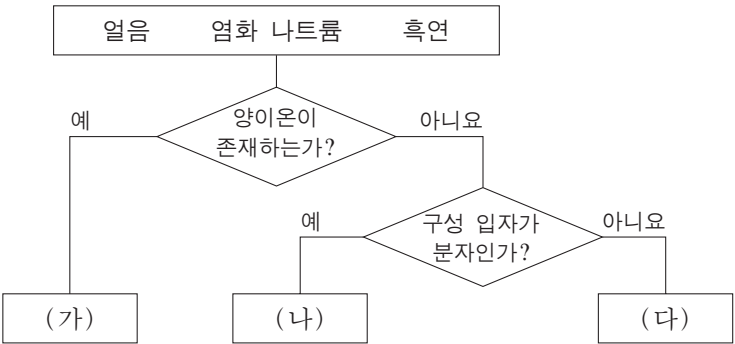 얼음 염화 나트륨 흑연
양이온이
존재하는가?
예
아니요
구성 입자가
분자인가?
예
아니요
(가)
(나)
(다)